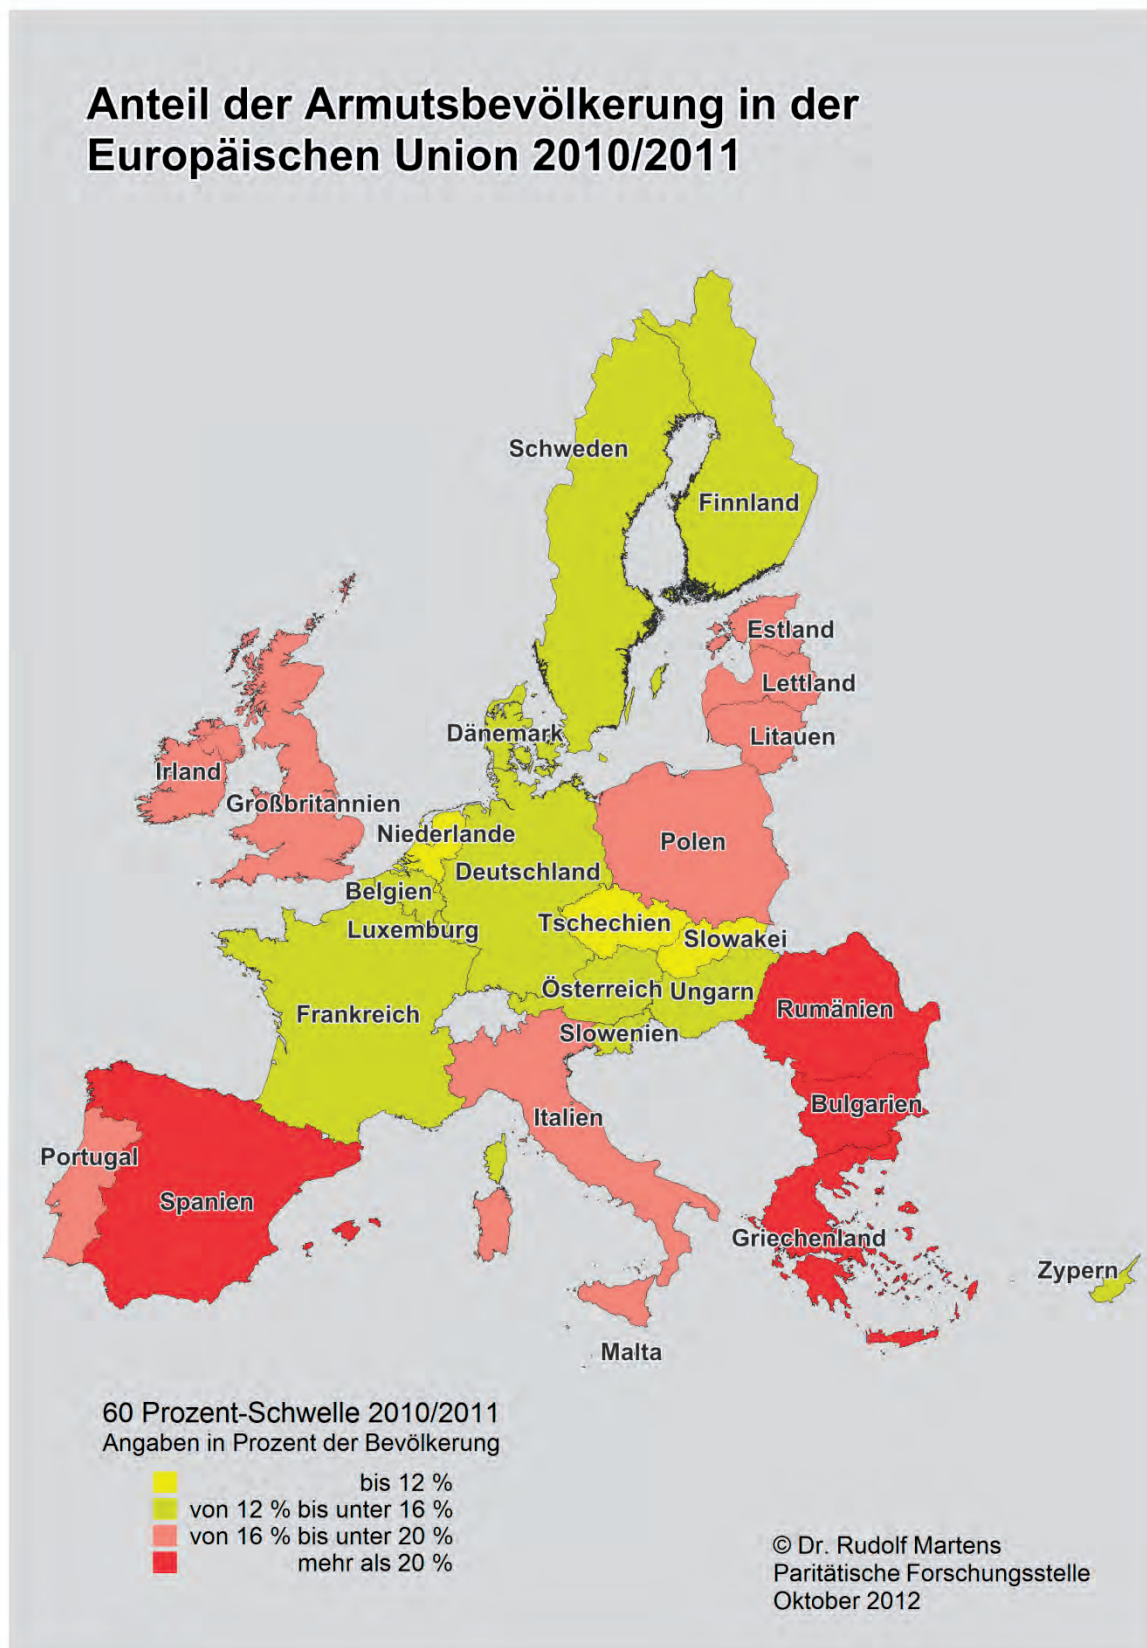 Anteil der Armutsbevölkerung in der
Europäischen Union 2010/2011
Schweden
Finnland
Estland
Lettland
Litauen
Dänemark
Irland
Großbritannien
Niederlande
Polen
Deutschland
Belgien
Tschechien
Luxemburg
Slowakei
Österreich
Ungarn
Frankreich
Rumänien
Slowenien
Bulgarien
Italien
Portugal
Spanien
Griechenland
Zypern
Malta
60 Prozent-Schwelle 2010/2011
Angaben in Prozent der Bevölkerung
bis 12 %
von 12 % bis unter 16 %
von 16 % bis unter 20 %
mehr als 20 %
© Dr. Rudolf Martens
Paritätische Forschungsstelle
Oktober 2012